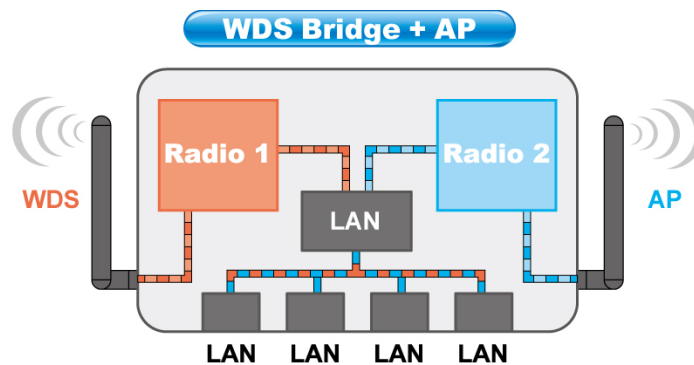 WDS Bridge + AP
Radio 1
Radio 2
WDS
LAN
AP
LAN
LAN
LAN
LAN